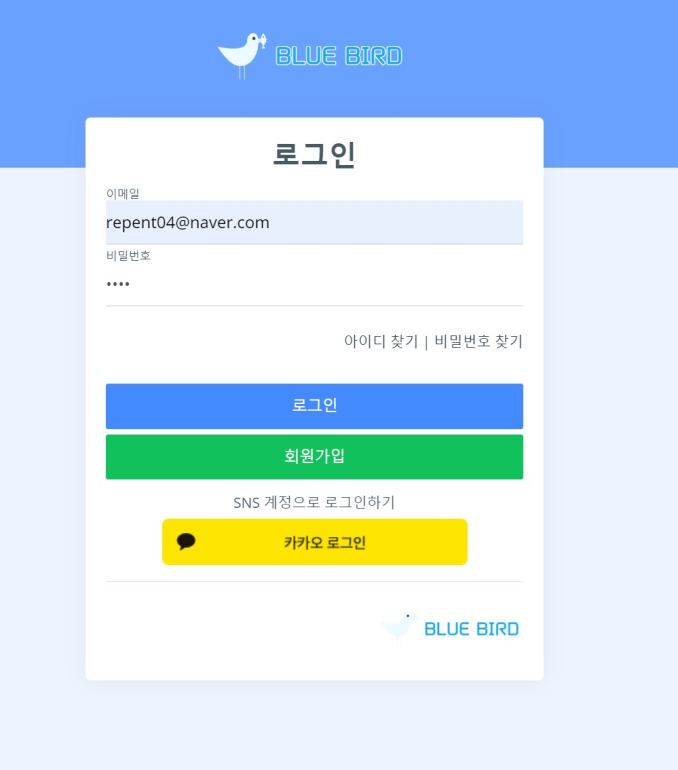 BLUE BIRD
로그인
이메일
repent04@naver.com
비밀번호
••••
아이디 찾기 | 비밀번호 찾기
로그인
회원가입
SNS 계정으로 로그인하기
카카오 로그인
BLUE BIRD